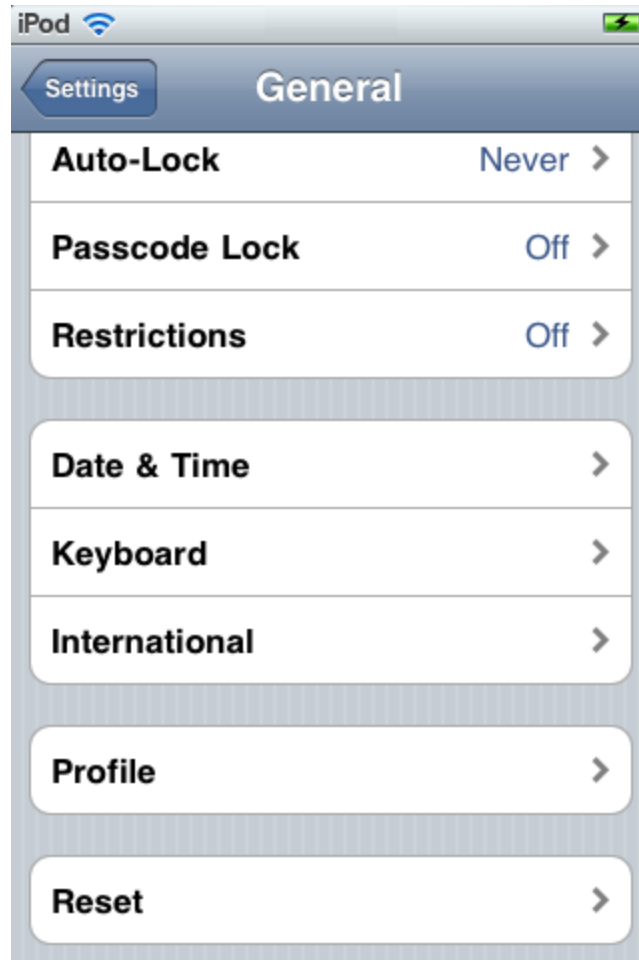 iPod
Settings General
Auto-Lock Never
Passcode Lock Off
Restrictions Off
Date & Time
Keyboard
International
Profile
Reset